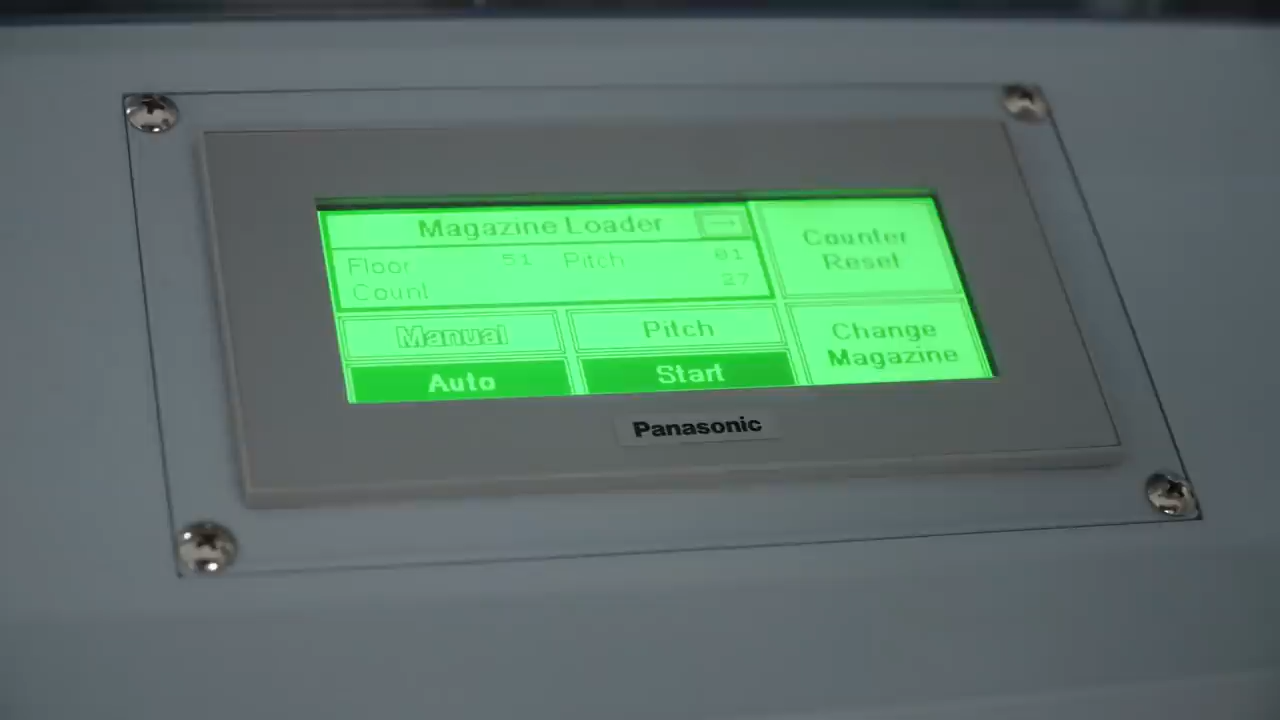 Magazine Loader →
Floor 51 Pitch 01
Count 27
Counter
Reset
Manual
Pitch
Change
Magazine
Auto
Start
Panasonic